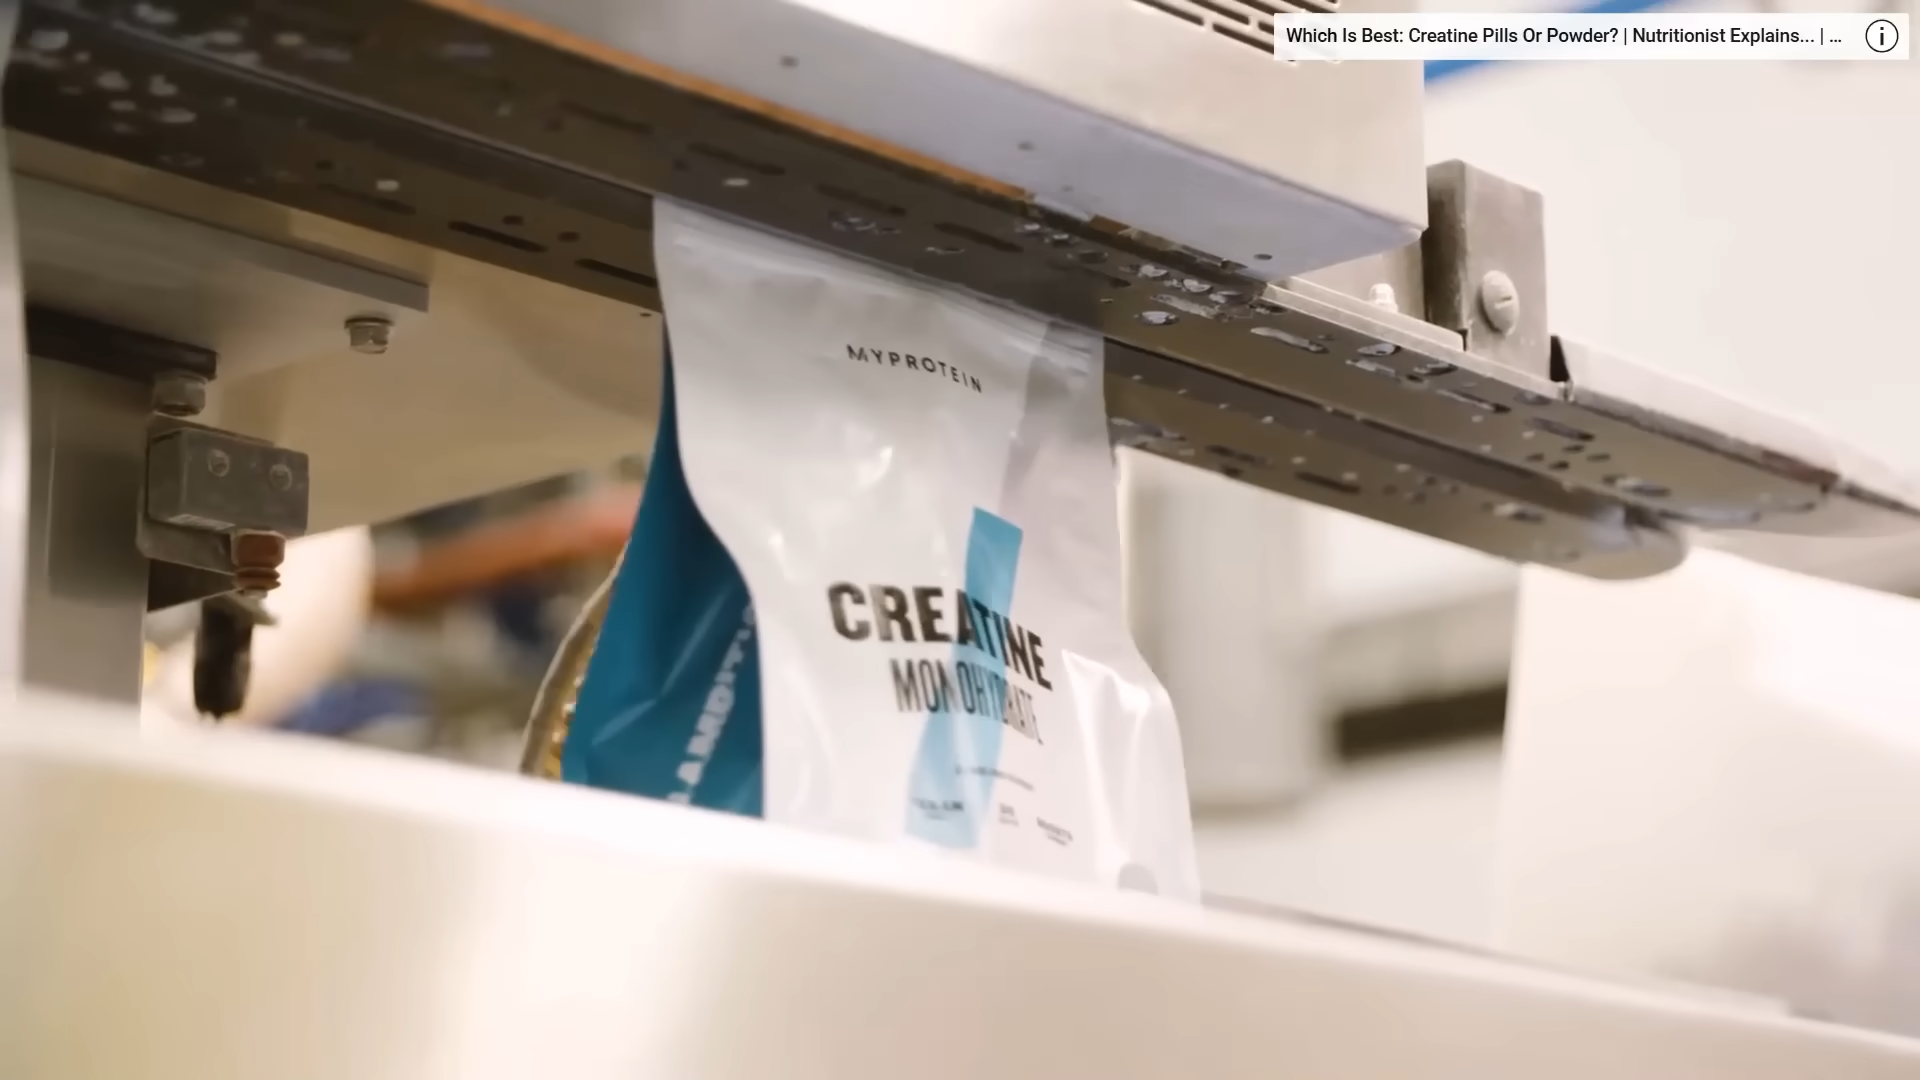 Which Is Best: Creatine Pills Or Powder? | Nutritionist Explains... | ...
MYPROTEIN
CREATINE
MONOHYDRATE